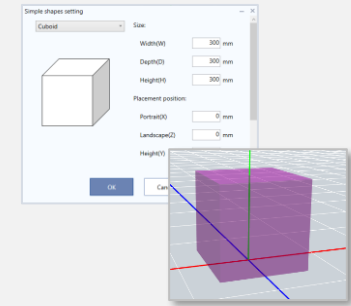 Simple shapes setting
Cuboid
Size:
Width(W) 300 mm
Depth(D) 300 mm
Height(H) 300 mm
Placement position:
Portrait(X) 0 mm
Landscape(Z) 0 mm
Height(Y)
OK
Can